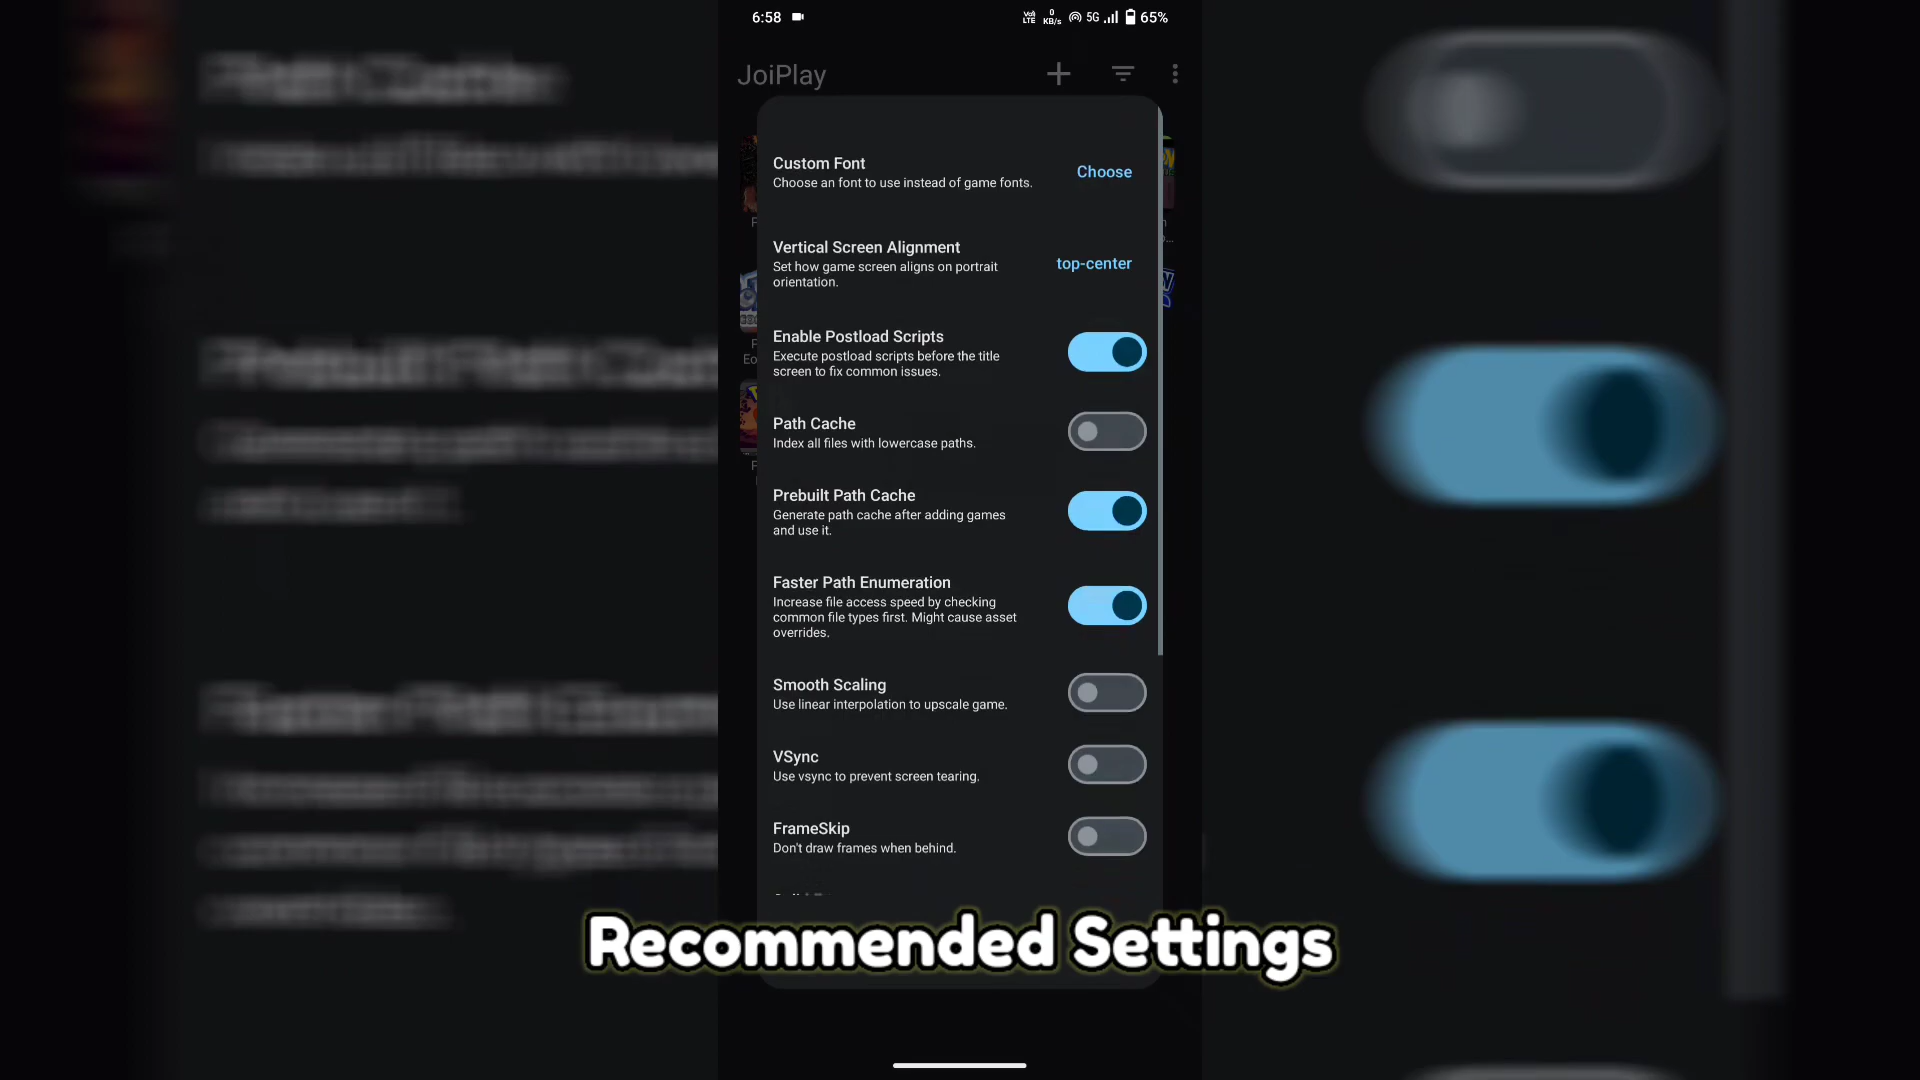 6:58
Vo)
LTE
0
KB/s
5G
65%
JoiPlay
Custom Font
Choose an font to use instead of game fonts.
Choose
Vertical Screen Alignment
Set how game screen aligns on portrait
orientation.
top-center
Enable Postload Scripts
Execute postload scripts before the title
screen to fix common issues.
Path Cache
Index all files with lowercase paths.
Prebuilt Path Cache
Generate path cache after adding games
and use it.
Faster Path Enumeration
Increase file access speed by checking
common file types first. Might cause asset
overrides.
Smooth Scaling
Use linear interpolation to upscale game.
VSync
Use vsync to prevent screen tearing.
FrameSkip
Don't draw frames when behind.
Recommended Settings